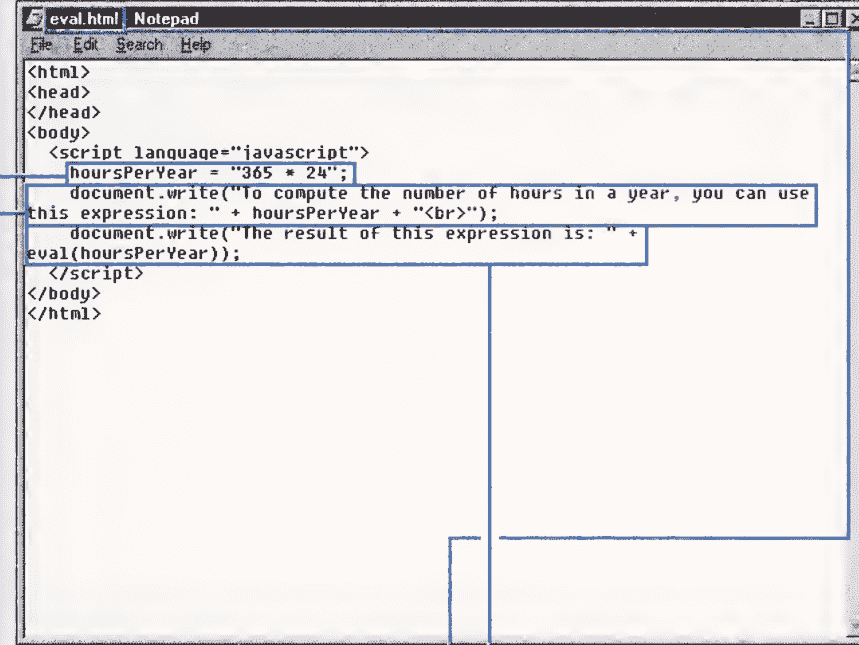 eval.html Notepad
File Edit Search Help
<html>
<head>
</head>
<body>
<script language="javascript">
hoursPerYear = "365 * 24";
document.write("To compute the number of hours in a year, you can use
this expression: " + hoursPerYear + "<br>");
document.write("The result of this expression is: " +
eval(hoursPerYear));
</script>
</body>
</html>